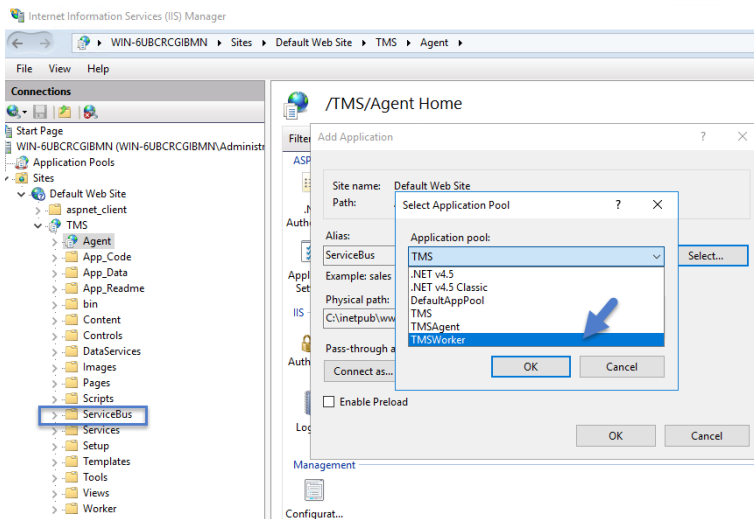 Internet Information Services (IIS) Manager
WIN-6UBCRCGIBMN Sites Default Web Site TMS Agent
File View Help
Connections
Start Page
WIN-6UBCRCGIBMN (WIN-6UBCRCGIBMN\Administr
Application Pools
Sites
Default Web Site
aspnet_client
TMS
Agent
App_Code
App_Data
App_Readme
bin
Content
Controls
DataServices
Images
Pages
Scripts
ServiceBus
Services
Setup
Templates
Tools
Views
Worker
/TMS/Agent Home
Filter
ASP
.N
Auth
Appl
Set
IIS
Auth
Log
Management
Configurat...
Add Application
? X
Site name: Default Web Site
Path:
Alias:
ServiceBus
Select...
Example: sales
Physical path:
C:\inetpub\ww
Pass-through a
Connect as...
Enable Preload
OK Cancel
Select Application Pool
? X
Application pool:
TMS
.NET v4.5
.NET v4.5 Classic
DefaultAppPool
TMS
TMSAgent
TMSWorker
OK Cancel